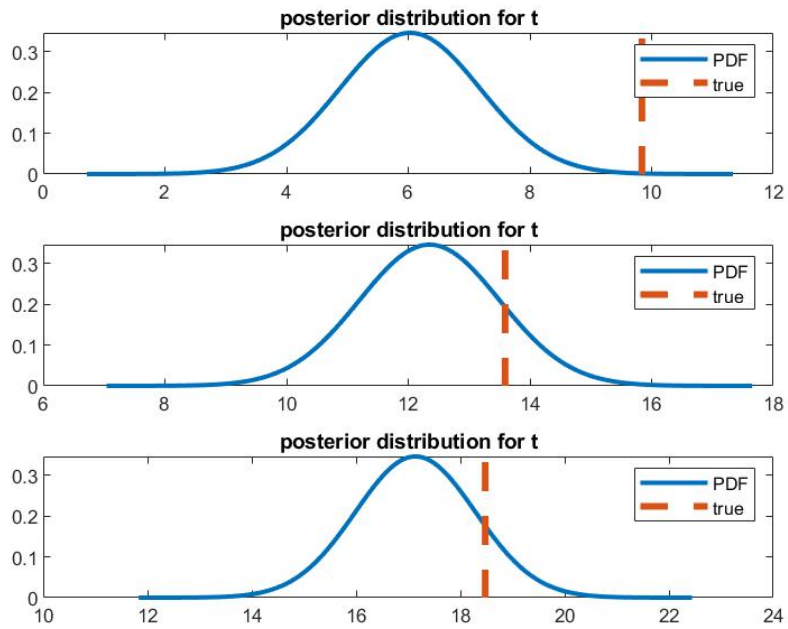 posterior distribution for t
0.3
0.2
0.1
0
PDF
true
0 2 4 6 8 10 12
posterior distribution for t
0.3
0.2
0.1
0
PDF
true
6 8 10 12 14 16 18
posterior distribution for t
0.3
0.2
0.1
0
PDF
true
10 12 14 16 18 20 22 24